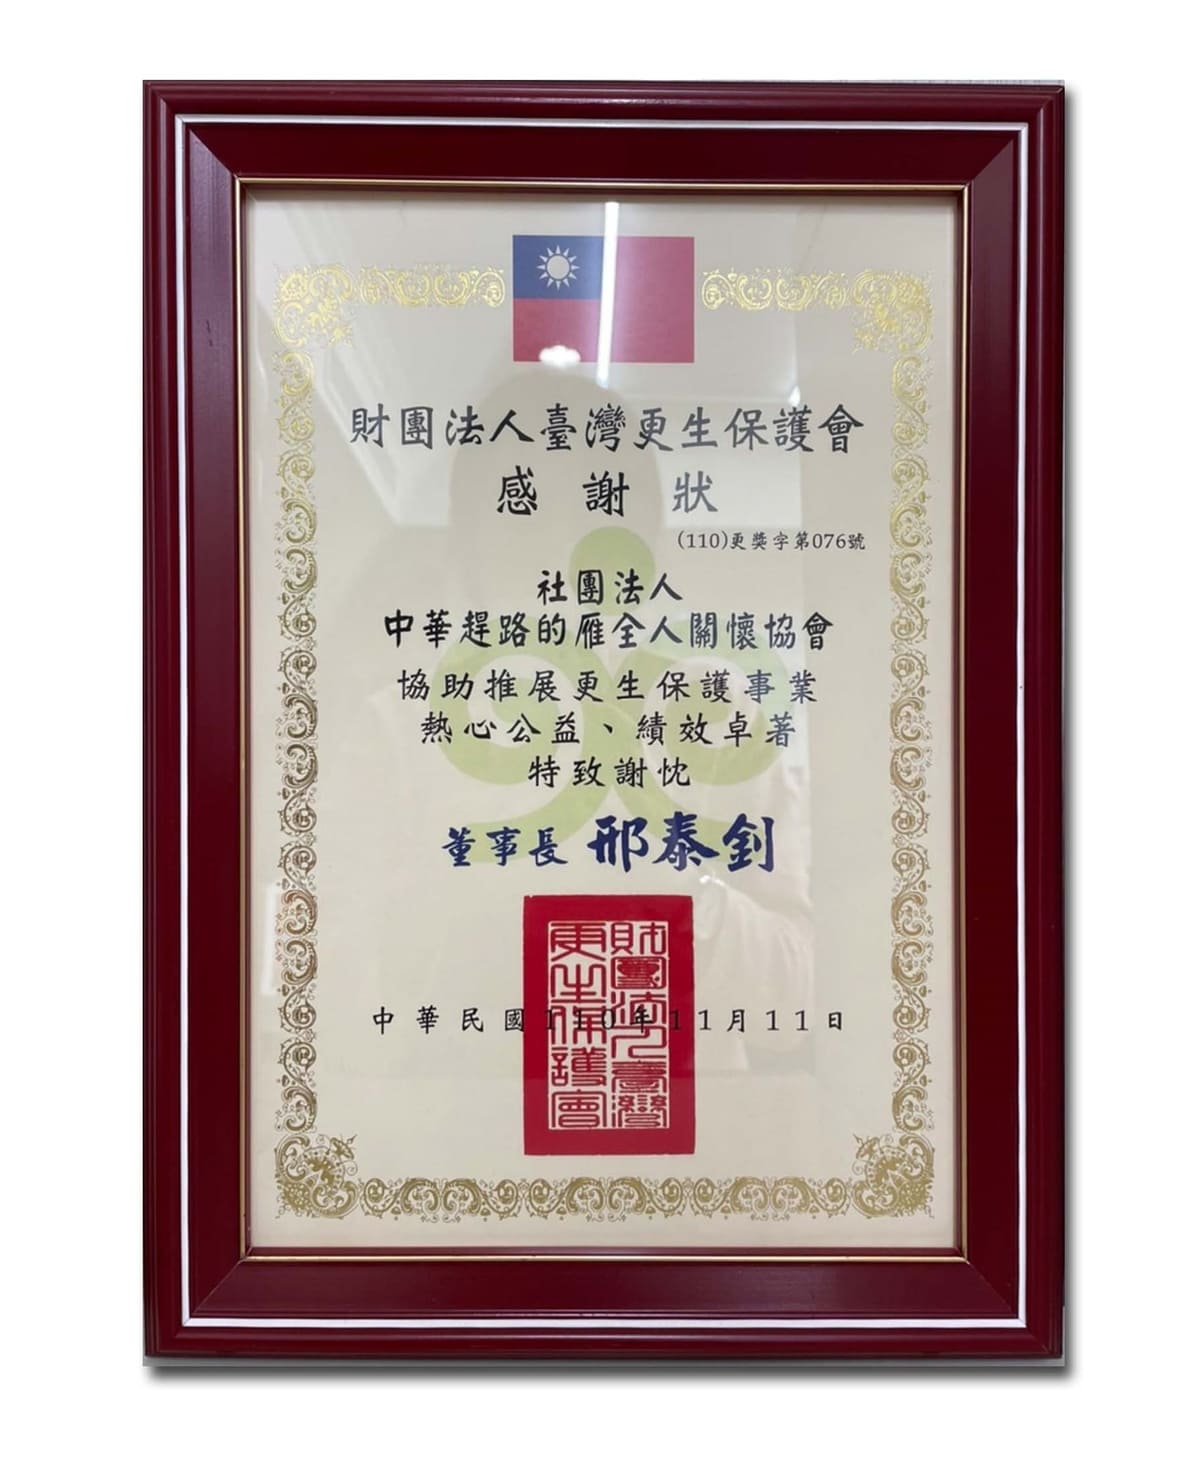 財團法人臺灣更生保護會
感謝狀
(110)更獎字第076號
社團法人
中華趕路的雁全人關懷協會
協助推展更生保護事業
熱心公益、績效卓著
特致謝忱
董事長 邢泰釗
中華民國110年11月11日
財團法人臺灣
更生保護會